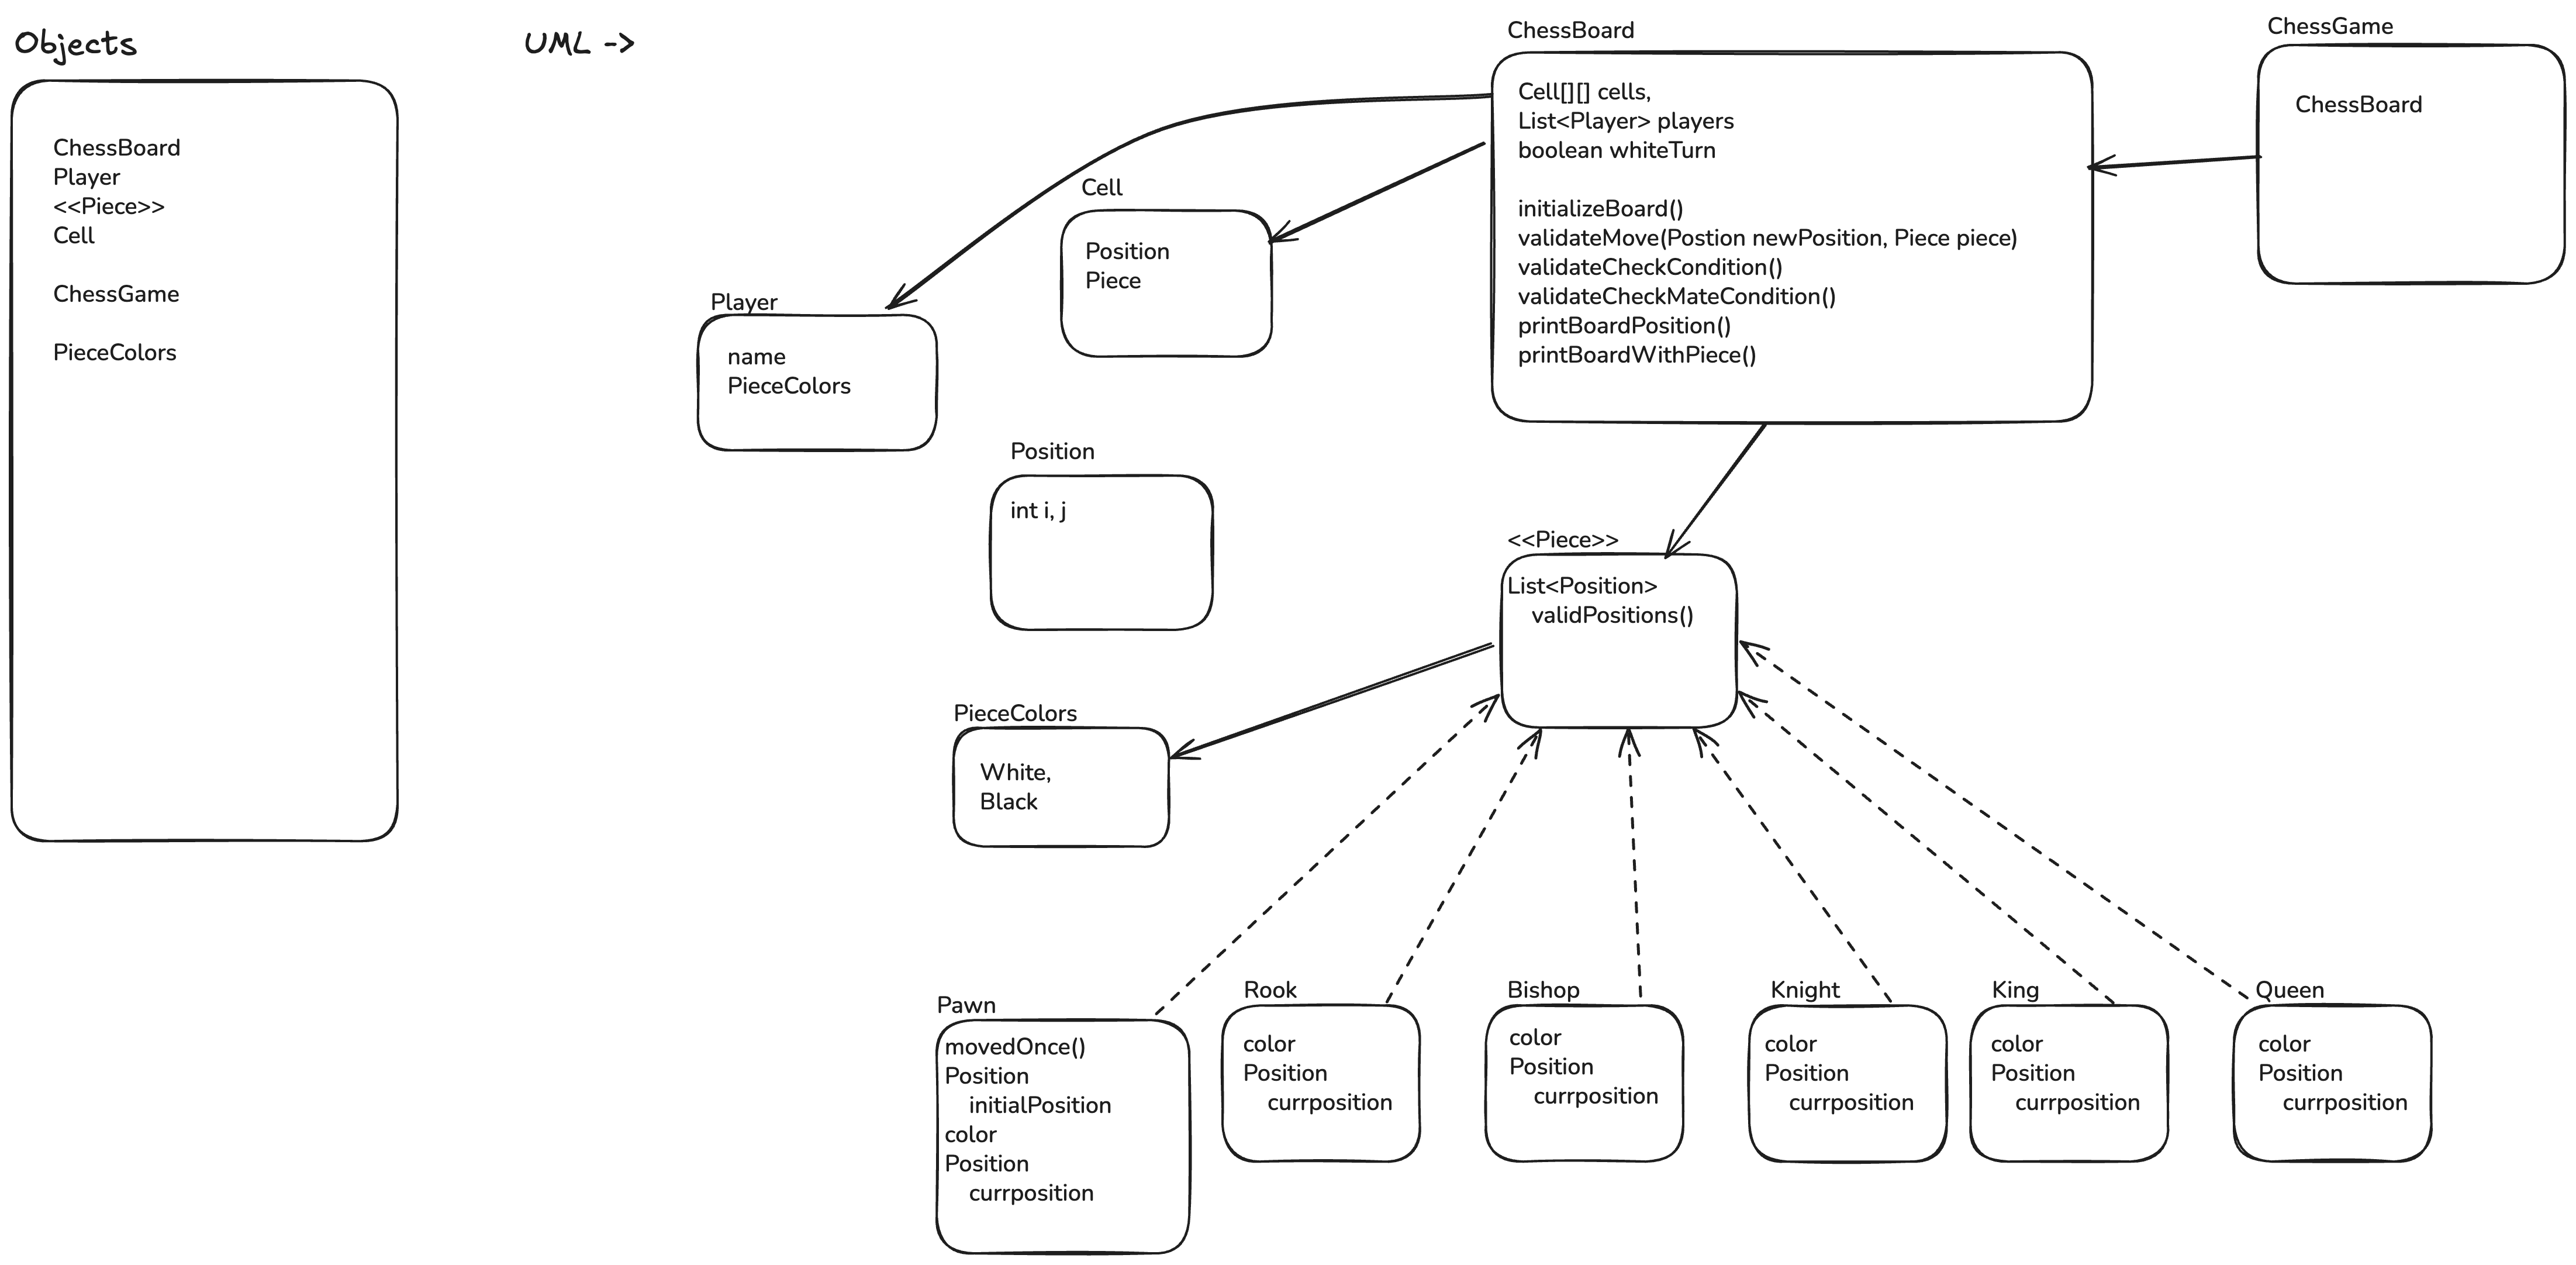 Objects
ChessBoard
Player
<<Piece>>
Cell
ChessGame
PieceColors
UML ->
ChessBoard
Cell[][] cells,
List<Player> players
boolean whiteTurn
initializeBoard()
validateMove(Postion newPosition, Piece piece)
validateCheckCondition()
validateCheckMateCondition()
printBoardPosition()
printBoardWithPiece()
ChessGame
ChessBoard
Cell
Position
Piece
Player
name
PieceColors
Position
int i, j
<<Piece>>
List<Position>
validPositions()
PieceColors
White,
Black
Pawn
movedOnce()
Position
initialPosition
color
Position
currposition
Rook
color
Position
currposition
Bishop
color
Position
currposition
Knight
color
Position
currposition
King
color
Position
currposition
Queen
color
Position
currposition